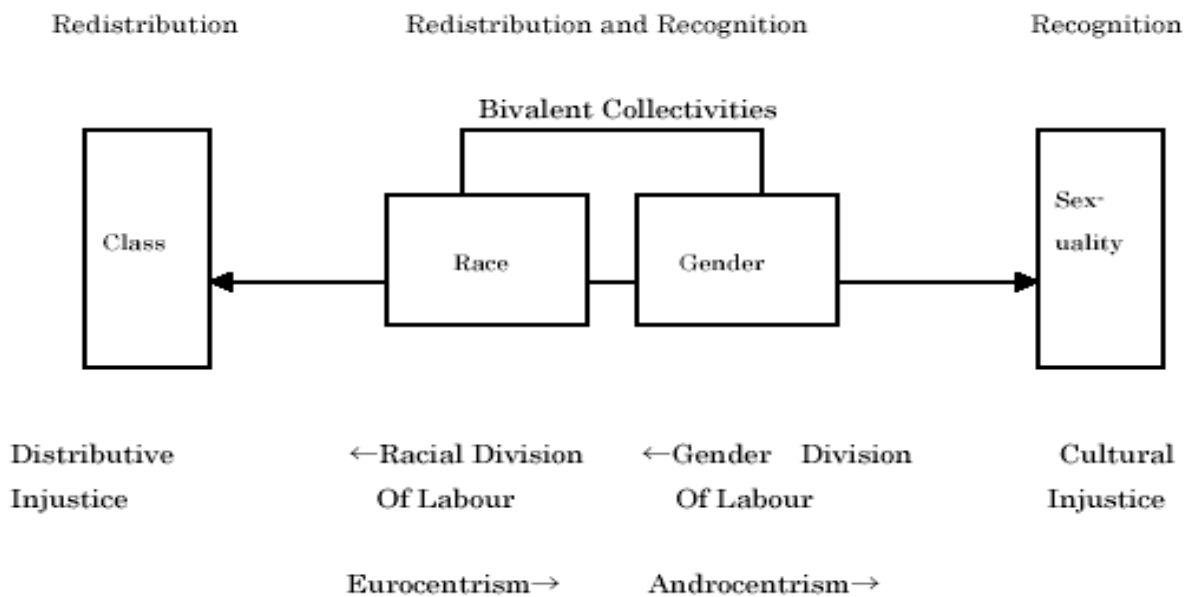 Redistribution Redistribution and Recognition Recognition
Bivalent Collectivities
Class Race Gender Sex-
uality
Distributive ←Racial Division ←Gender Division Cultural
Injustice Of Labour Of Labour Injustice
Eurocentrism→ Androcentrism→